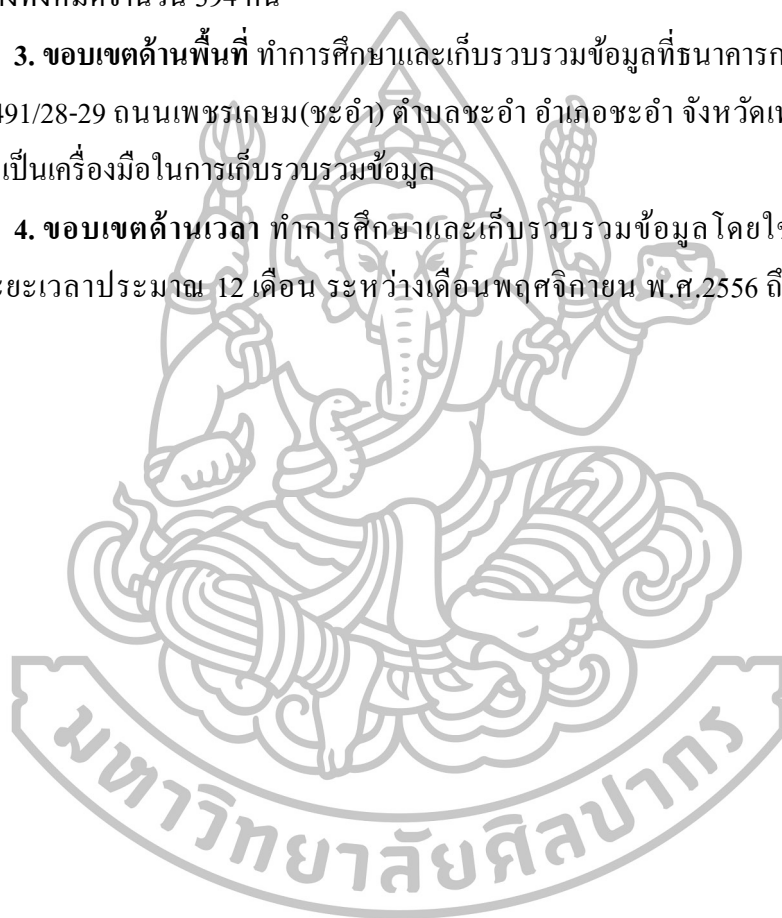 3. ขอบเขตด้านพื้นที่ ทำการศึกษาและเก็บรวบรวมข้อมูลที่ธนาคารก
491/28-29 ถนนเพชรเกษม(ชะอำ) ตำบลชะอำ อำเภอชะอำ จังหวัดเพ
เป็นเครื่องมือในการเก็บรวบรวมข้อมูล
4. ขอบเขตด้านเวลา ทำการศึกษาและเก็บรวบรวมข้อมูลโดยใช
ะยะเวลาประมาณ 12 เดือน ระหว่างเดือนพฤศจิกายน พ.ศ.2556 ถึ
มหาวิทยาลัยศิลปากร